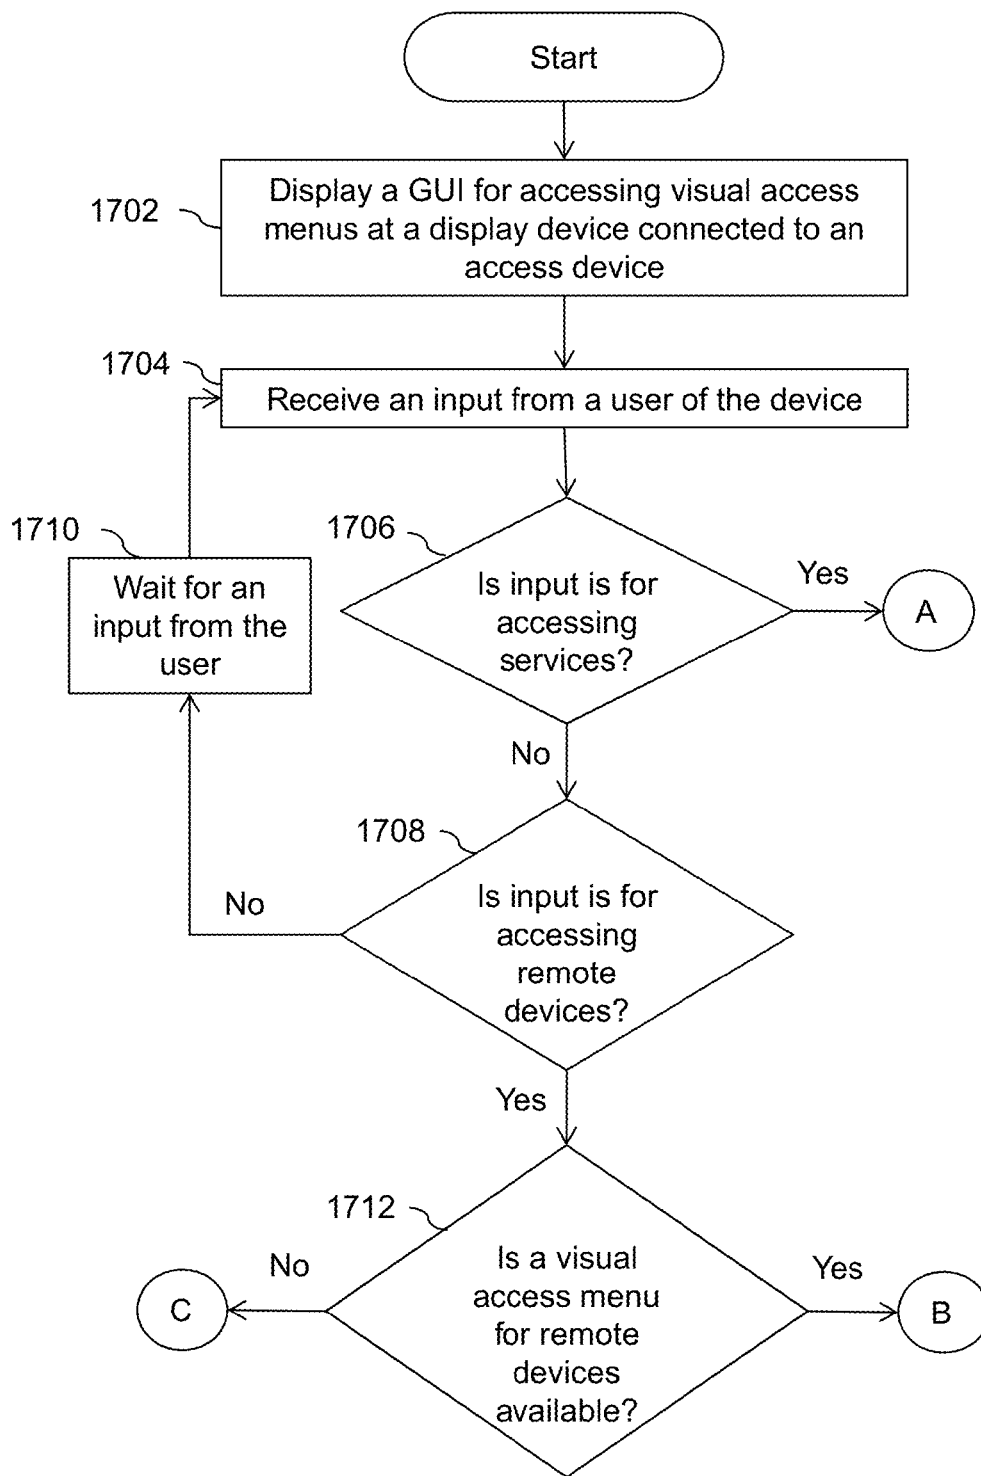 Start
1702
Display a GUI for accessing visual access
menus at a display device connected to an
access device
1704
Receive an input from a user of the device
1710
Wait for an
input from the
user
1706
Is input is for
accessing
services?
Yes
A
No
1708
Is input is for
accessing
remote
devices?
No
Yes
1712
Is a visual
access menu
for remote
devices
available?
No
C
Yes
B